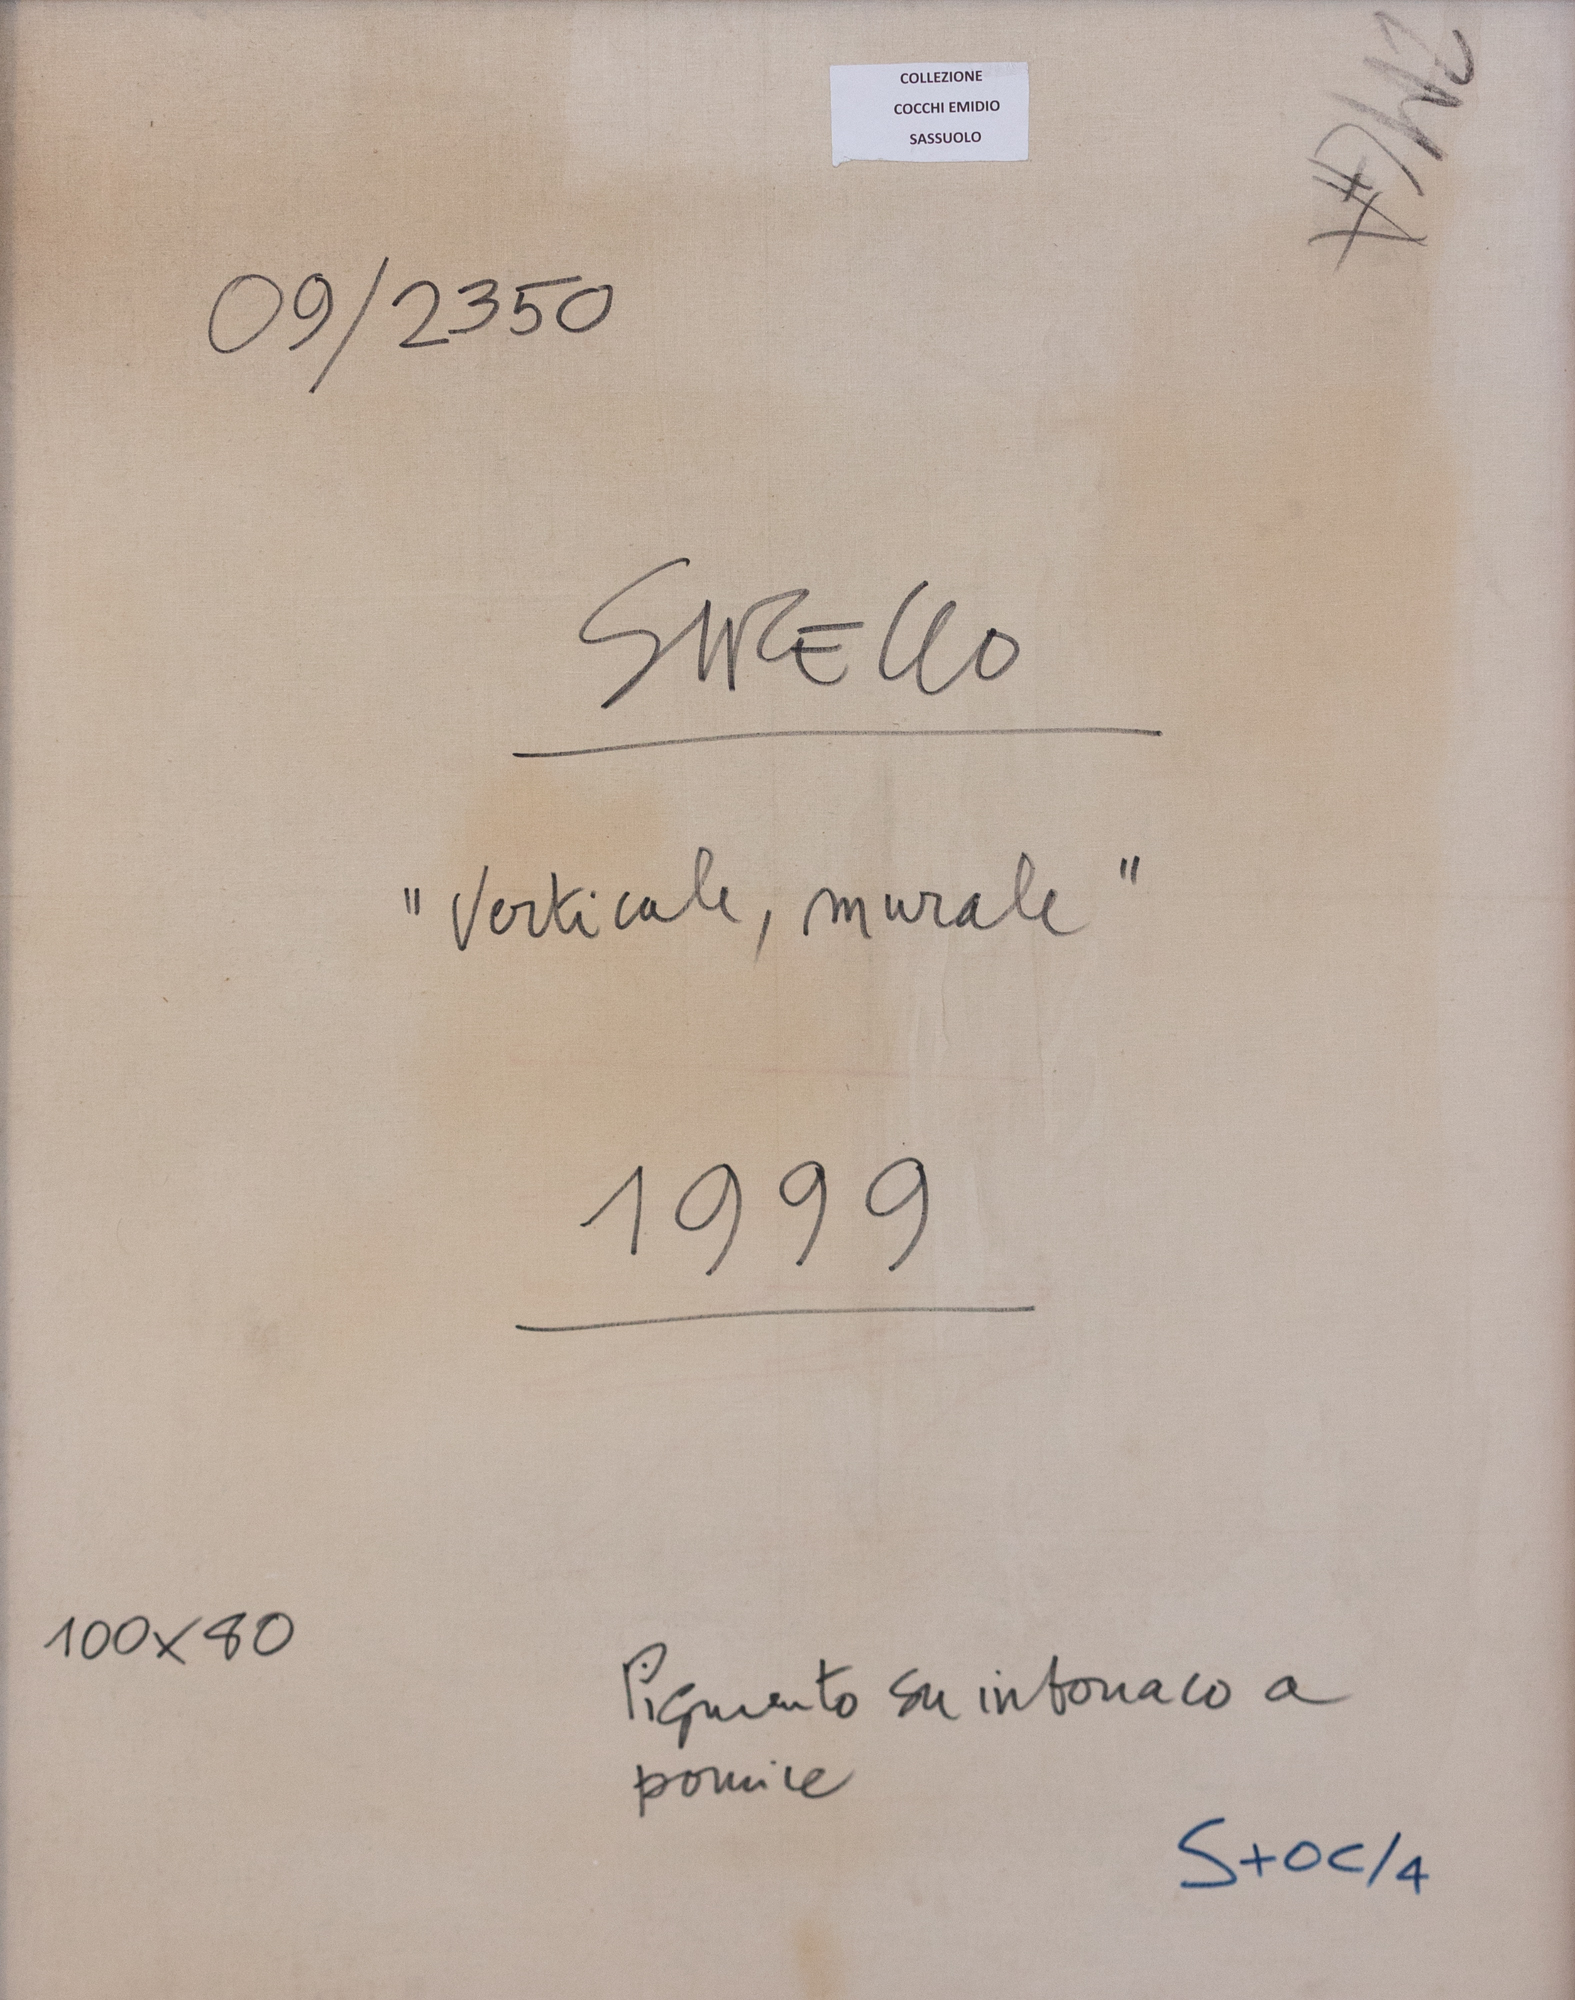 COLLEZIONE
COCCHI EMIDIO
SASSUOLO
09/2350
"Verticale, murale"
1999
100x80
Pigmento su intonaco a
pomice
S+OC/4